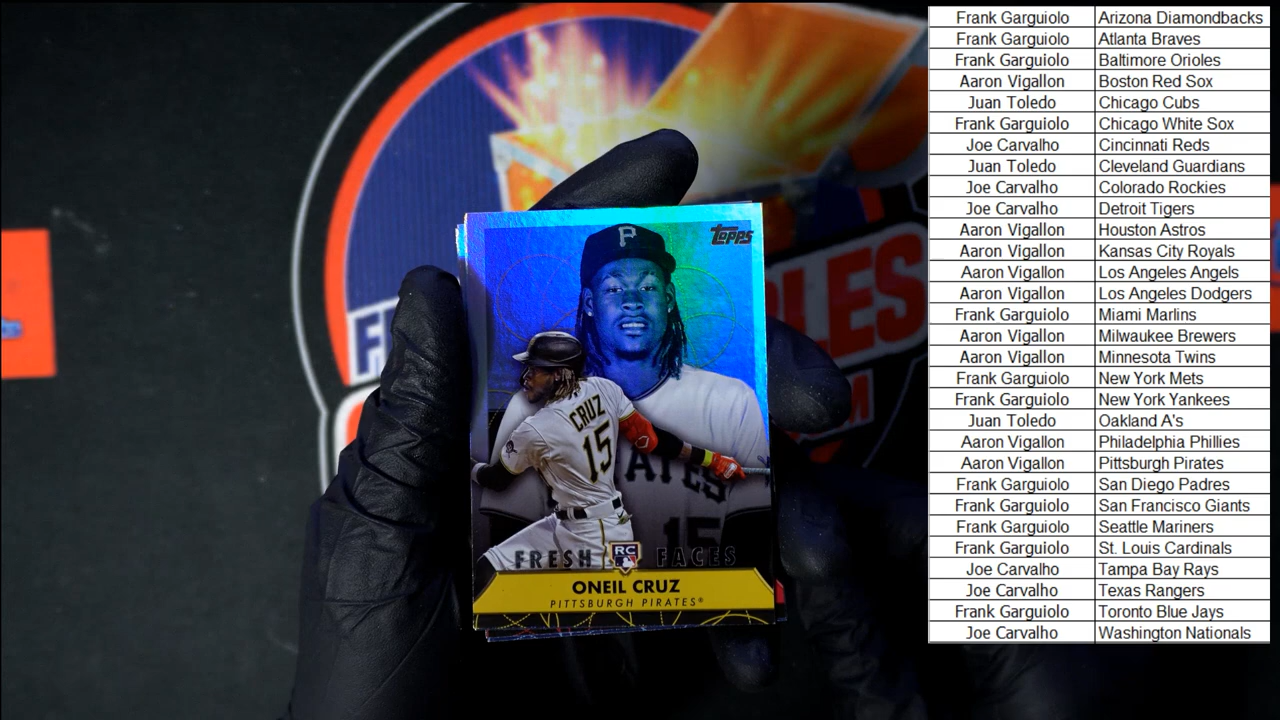 Frank Garguiolo Arizona Diamondbacks
Frank Garguiolo Atlanta Braves
Frank Garguiolo Baltimore Orioles
Aaron Vigallon Boston Red Sox
Juan Toledo Chicago Cubs
Frank Garguiolo Chicago White Sox
Joe Carvalho Cincinnati Reds
Juan Toledo Cleveland Guardians
Joe Carvalho Colorado Rockies
Joe Carvalho Detroit Tigers
Aaron Vigallon Houston Astros
Aaron Vigallon Kansas City Royals
Aaron Vigallon Los Angeles Angels
Aaron Vigallon Los Angeles Dodgers
Frank Garguiolo Miami Marlins
Aaron Vigallon Milwaukee Brewers
Aaron Vigallon Minnesota Twins
Frank Garguiolo New York Mets
Frank Garguiolo New York Yankees
Juan Toledo Oakland A's
Aaron Vigallon Philadelphia Phillies
Aaron Vigallon Pittsburgh Pirates
Frank Garguiolo San Diego Padres
Frank Garguiolo San Francisco Giants
Frank Garguiolo Seattle Mariners
Frank Garguiolo St. Louis Cardinals
Joe Carvalho Tampa Bay Rays
Joe Carvalho Texas Rangers
Frank Garguiolo Toronto Blue Jays
Joe Carvalho Washington Nationals
Topps
P
CRUZ
15
ATES
15
FRESH RC FACES
ONEIL CRUZ
PITTSBURGH PIRATES®
LES